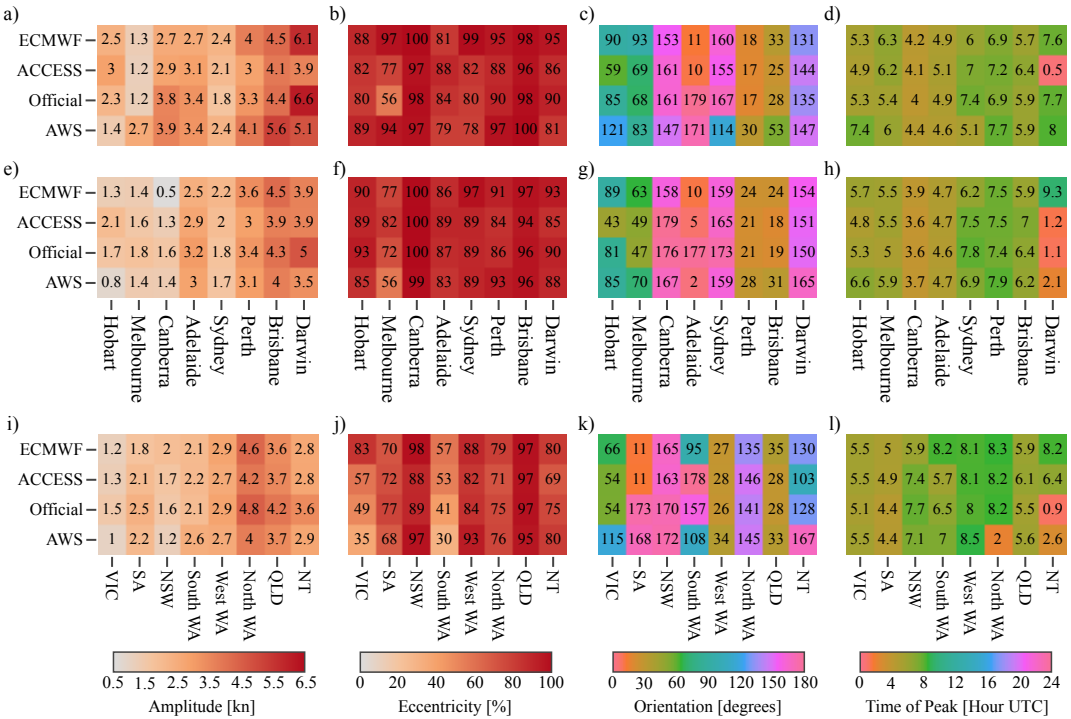 a) b) c) d)
ECMWF 2.5 1.3 2.7 2.7 2.4 4 4.0 6.1 88 97 100 81 99 95 98 95 90 93 153 11 160 18 33 131 5.3 6.3 4.2 4.9 6 6.9 5.7 7.6
ACCESS 3 1.2 2.9 3.1 2.1 3 4.1 3.9 82 77 97 88 82 88 96 86 59 69 161 10 155 17 25 144 4.9 6.2 4.1 5.1 7 7.2 6.4 0.5
Official 2.3 1.2 3.8 3.4 1.8 3.3 4.4 6.6 80 56 98 84 80 90 98 90 85 68 161 179 167 17 28 135 5.3 5.4 4 4.9 7.4 6.9 5.9 7.7
AWS 1.4 2.7 3.9 3.4 2.4 4.1 5.6 5.1 89 94 97 79 78 97 100 81 121 83 147 171 114 30 53 147 7.4 6 4.4 4.6 5.1 7.7 5.9 8
e) f) g) h)
ECMWF 1.3 1.4 0.5 2.5 2.2 3.6 4.5 3.9 90 77 100 86 97 91 97 93 89 63 158 10 159 24 24 154 5.7 5.5 3.9 4.7 6.2 7.5 5.9 9.3
ACCESS 2.1 1.6 1.3 2.9 2 3 3.9 3.9 89 82 100 89 89 84 94 85 43 49 179 5 165 21 18 151 4.8 5.5 3.6 4.7 7.5 7.5 7 1.2
Official 1.7 1.8 1.6 3.2 1.8 3.4 4.3 5 93 72 100 87 89 86 96 90 81 47 176 177 173 21 19 150 5.3 5 3.6 4.6 7.8 7.4 6.4 1.1
AWS 0.8 1.4 1.4 3 1.7 3.1 4 3.5 85 56 99 83 89 93 96 88 85 70 167 2 159 28 31 165 6.6 5.9 3.7 4.7 6.9 7.9 6.2 2.1
Hobart Melbourne Canberra Adelaide Sydney Perth Brisbane Darwin Hobart Melbourne Canberra Adelaide Sydney Perth Brisbane Darwin Hobart Melbourne Canberra Adelaide Sydney Perth Brisbane Darwin Hobart Melbourne Canberra Adelaide Sydney Perth Brisbane Darwin
i) j) k) l)
ECMWF 1.2 1.8 2 2.1 2.9 4.6 3.6 2.8 83 70 98 57 88 79 97 80 66 11 165 95 27 135 35 130 5.5 5 5.9 8.2 8.1 8.3 5.9 8.2
ACCESS 1.3 2.1 1.7 2.2 2.7 4.2 3.7 2.8 57 72 88 53 82 71 97 69 54 11 163 178 28 146 28 103 5.5 4.9 7.4 5.7 8.1 8.2 6.1 6.4
Official 1.5 2.5 1.6 2.1 2.9 4.8 4.2 3.6 49 77 89 41 84 75 97 75 54 173 170 157 26 141 28 128 5.1 4.4 7.7 6.5 8 8.2 5.5 0.9
AWS 1 2.2 1.2 2.6 2.7 4 3.7 2.9 35 68 97 30 93 76 95 80 115 168 172 108 34 145 33 167 5.5 4.4 7.1 7 8.5 2 5.6 2.6
VIC SA NSW South WA West WA North WA QLD NT VIC SA NSW South WA West WA North WA QLD NT VIC SA NSW South WA West WA North WA QLD NT VIC SA NSW South WA West WA North WA QLD NT
0.5 1.5 2.5 3.5 4.5 5.5 6.5 0 20 40 60 80 100 0 30 60 90 120 150 180 0 4 8 12 16 20 24
Amplitude [kn] Eccentricity [%] Orientation [degrees] Time of Peak [Hour UTC]